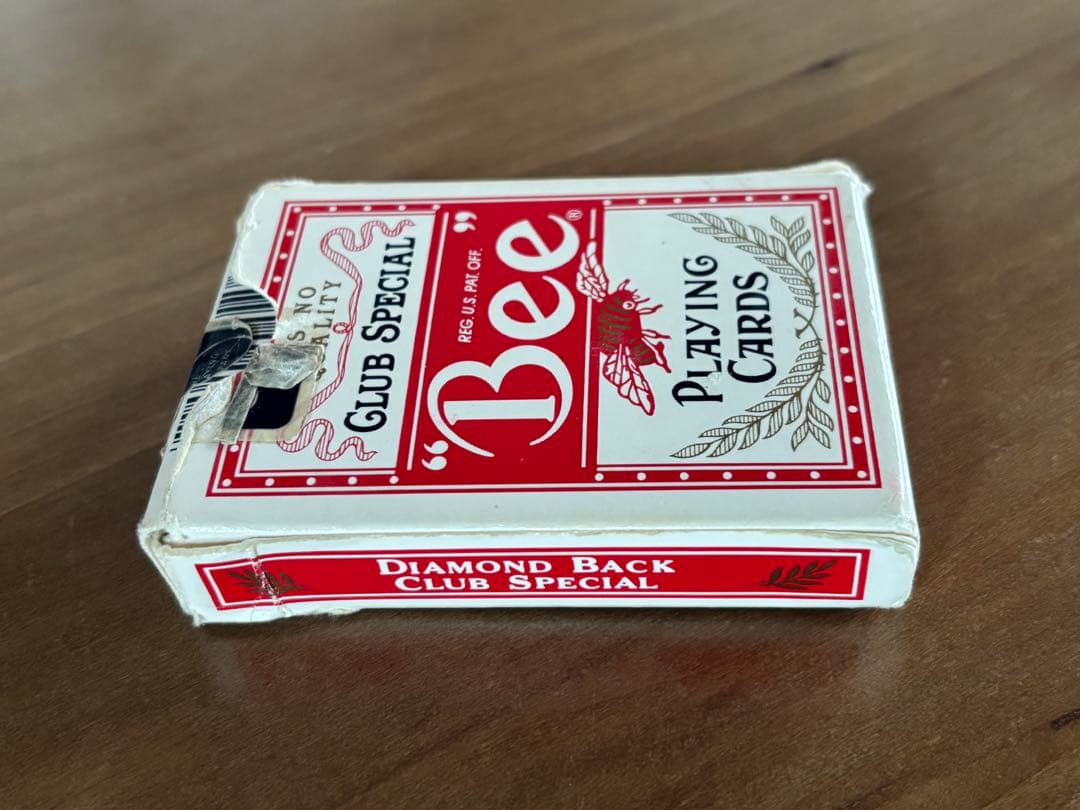 CLUB SPECIAL
REG. U.S. PAT. OFF.
"Bee"®
PLAYING
CARDS
DIAMOND BACK
CLUB SPECIAL